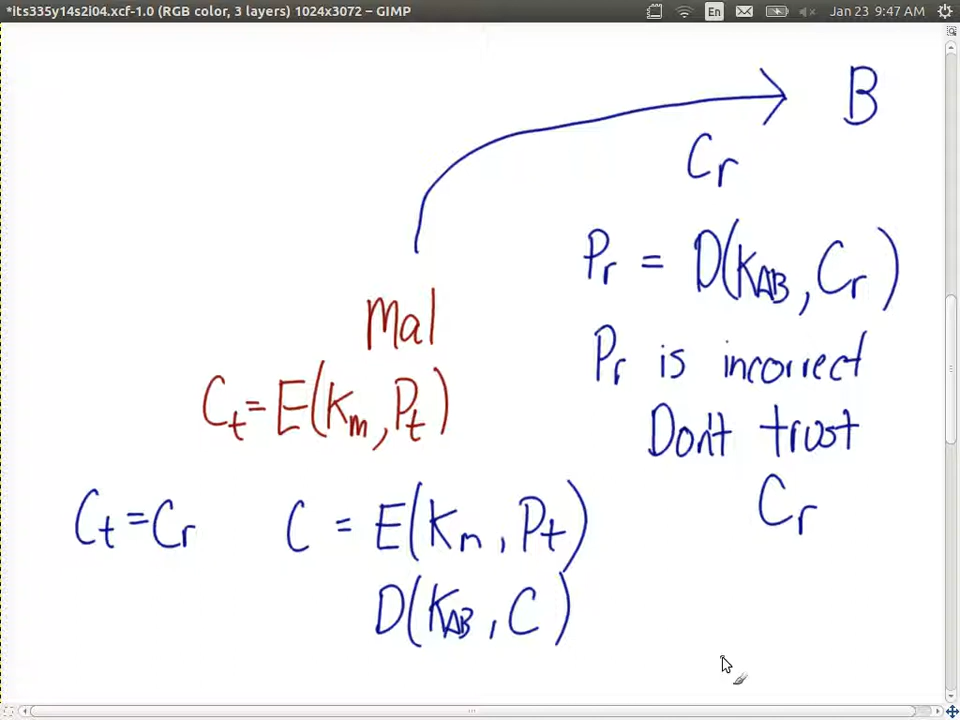 *its335y14s2i04.xcf-1.0 (RGB color, 3 layers) 1024x3072 – GIMP
En
Jan 23 9:47 AM
B
Cr
Pr = D(KAB, Cr)
Mal
Pr is incorrect
Ct = E(Km, Pt)
Don't trust
Cr
Ct = Cr
C = E(Km, Pt)
D(KAB, C)